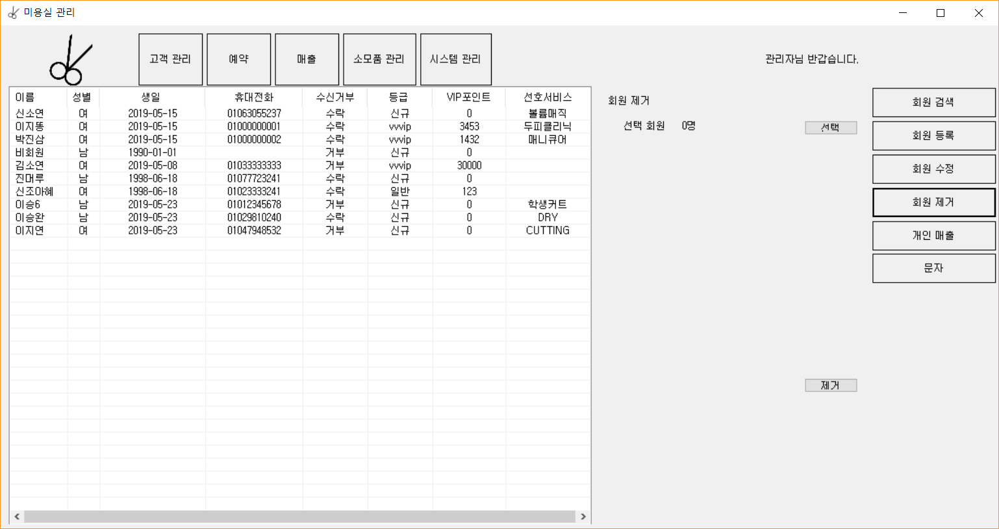 미용실 관리
고객 관리 예약 매출 소모품 관리 시스템 관리 관리자님 반갑습니다.
이름 성별 생일 휴대전화 수신거부 등급 VIP포인트 선호서비스
신소연 여 2019-05-15 01063055237 수락 신규 0 볼륨매직
이지똥 여 2019-05-15 01000000001 수락 vvvip 3453 두피클리닉
박진삼 여 2019-05-15 01000000002 수락 vvvip 1432 매니큐어
비회원 남 1990-01-01 거부 신규 0
김소연 여 2019-05-08 01033333333 거부 vvvip 30000
진머루 남 1998-06-18 01077723241 수락 신규 0
신조아혜 여 1998-06-18 01023333241 수락 일반 123
이승6 남 2019-05-23 01012345678 거부 신규 0 학생커트
이승완 남 2019-05-23 01029810240 수락 신규 0 DRY
이지연 여 2019-05-23 01047948532 거부 신규 0 CUTTING
회원 제거
선택 회원 0명 선택
제거
회원 검색
회원 등록
회원 수정
회원 제거
개인 매출
문자